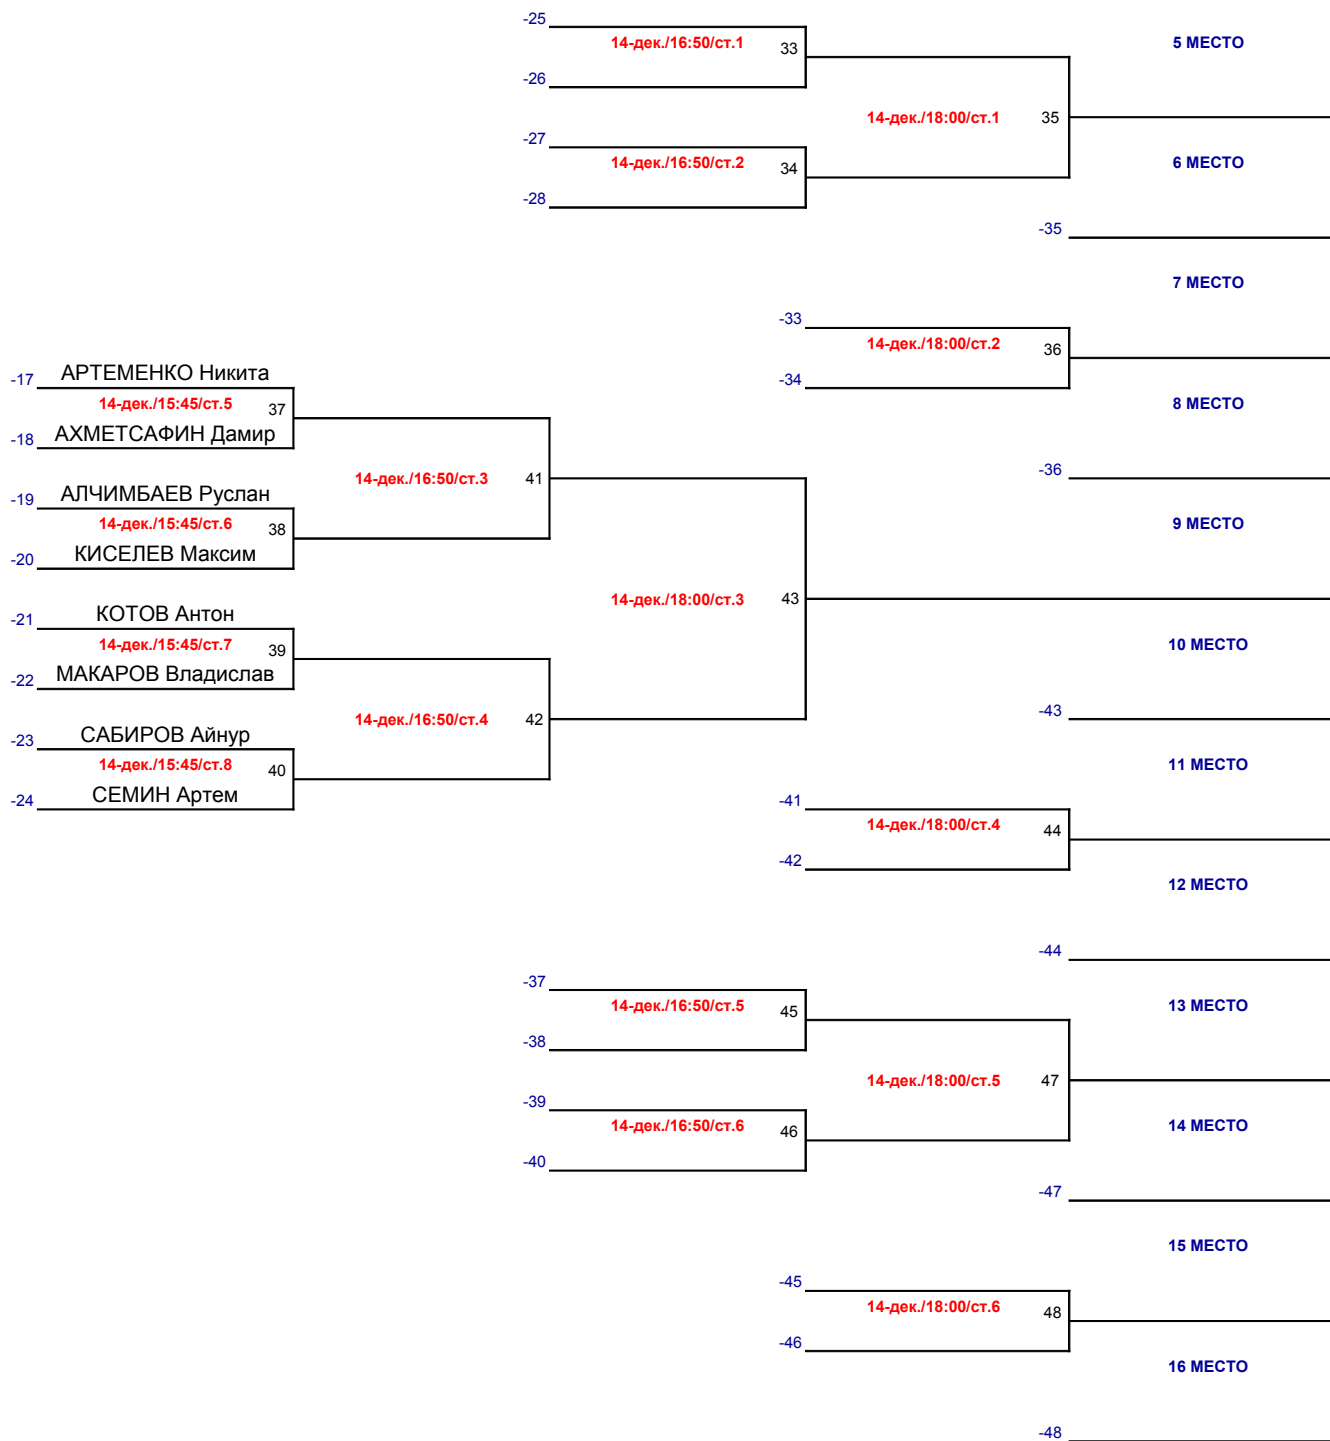 -25
14-дек./16:50/ст.1
33
5 МЕСТО
-26
14-дек./18:00/ст.1
35
-27
14-дек./16:50/ст.2
34
6 МЕСТО
-28
-35
7 МЕСТО
-33
14-дек./18:00/ст.2
36
-34
-17 АРТЕМЕНКО Никита
14-дек./15:45/ст.5
37
8 МЕСТО
-18 АХМЕТСАФИН Дамир
14-дек./16:50/ст.3
41
-36
-19 АЛЧИМБАЕВ Руслан
14-дек./15:45/ст.6
38
9 МЕСТО
-20 КИСЕЛЕВ Максим
14-дек./18:00/ст.3
43
-21 КОТОВ Антон
14-дек./15:45/ст.7
39
10 МЕСТО
-22 МАКАРОВ Владислав
14-дек./16:50/ст.4
42
-43
-23 САБИРОВ Айнур
14-дек./15:45/ст.8
40
11 МЕСТО
-24 СЕМИН Артем
-41
14-дек./18:00/ст.4
44
-42
12 МЕСТО
-44
-37
14-дек./16:50/ст.5
45
13 МЕСТО
-38
14-дек./18:00/ст.5
47
-39
14-дек./16:50/ст.6
46
14 МЕСТО
-40
-47
15 МЕСТО
-45
14-дек./18:00/ст.6
48
-46
16 МЕСТО
-48